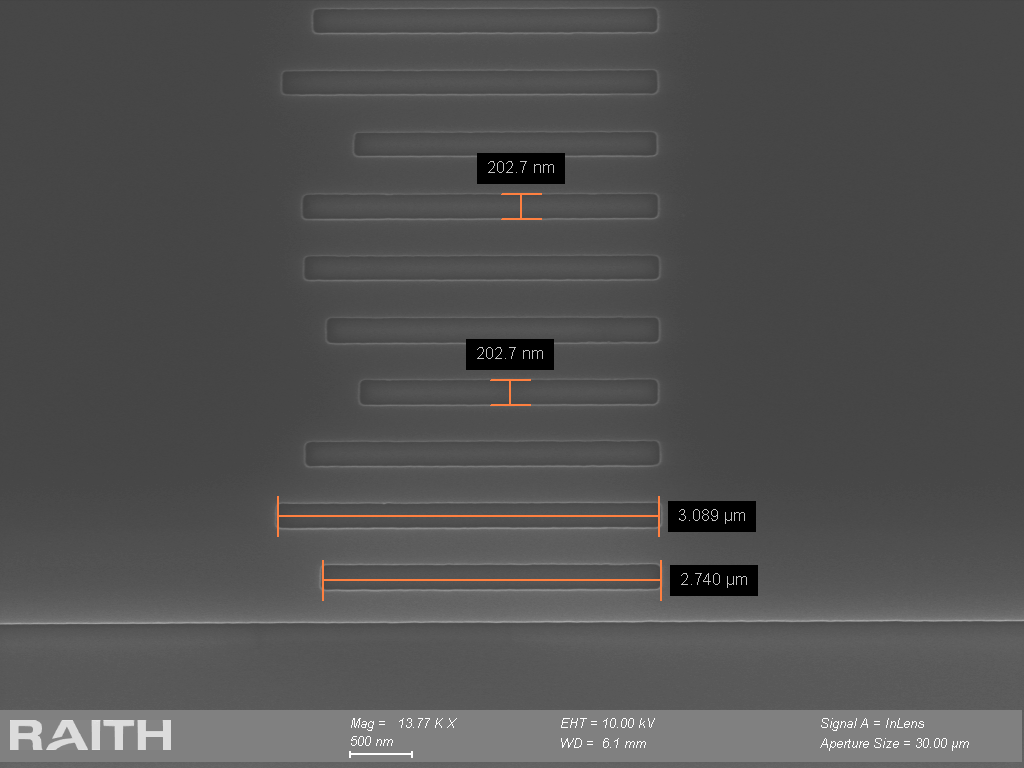 202.7 nm
202.7 nm
3.089 µm
2.740 µm
RAITH
Mag = 13.77 K X
500 nm
EHT = 10.00 kV
WD = 6.1 mm
Signal A = InLens
Aperture Size = 30.00 µm